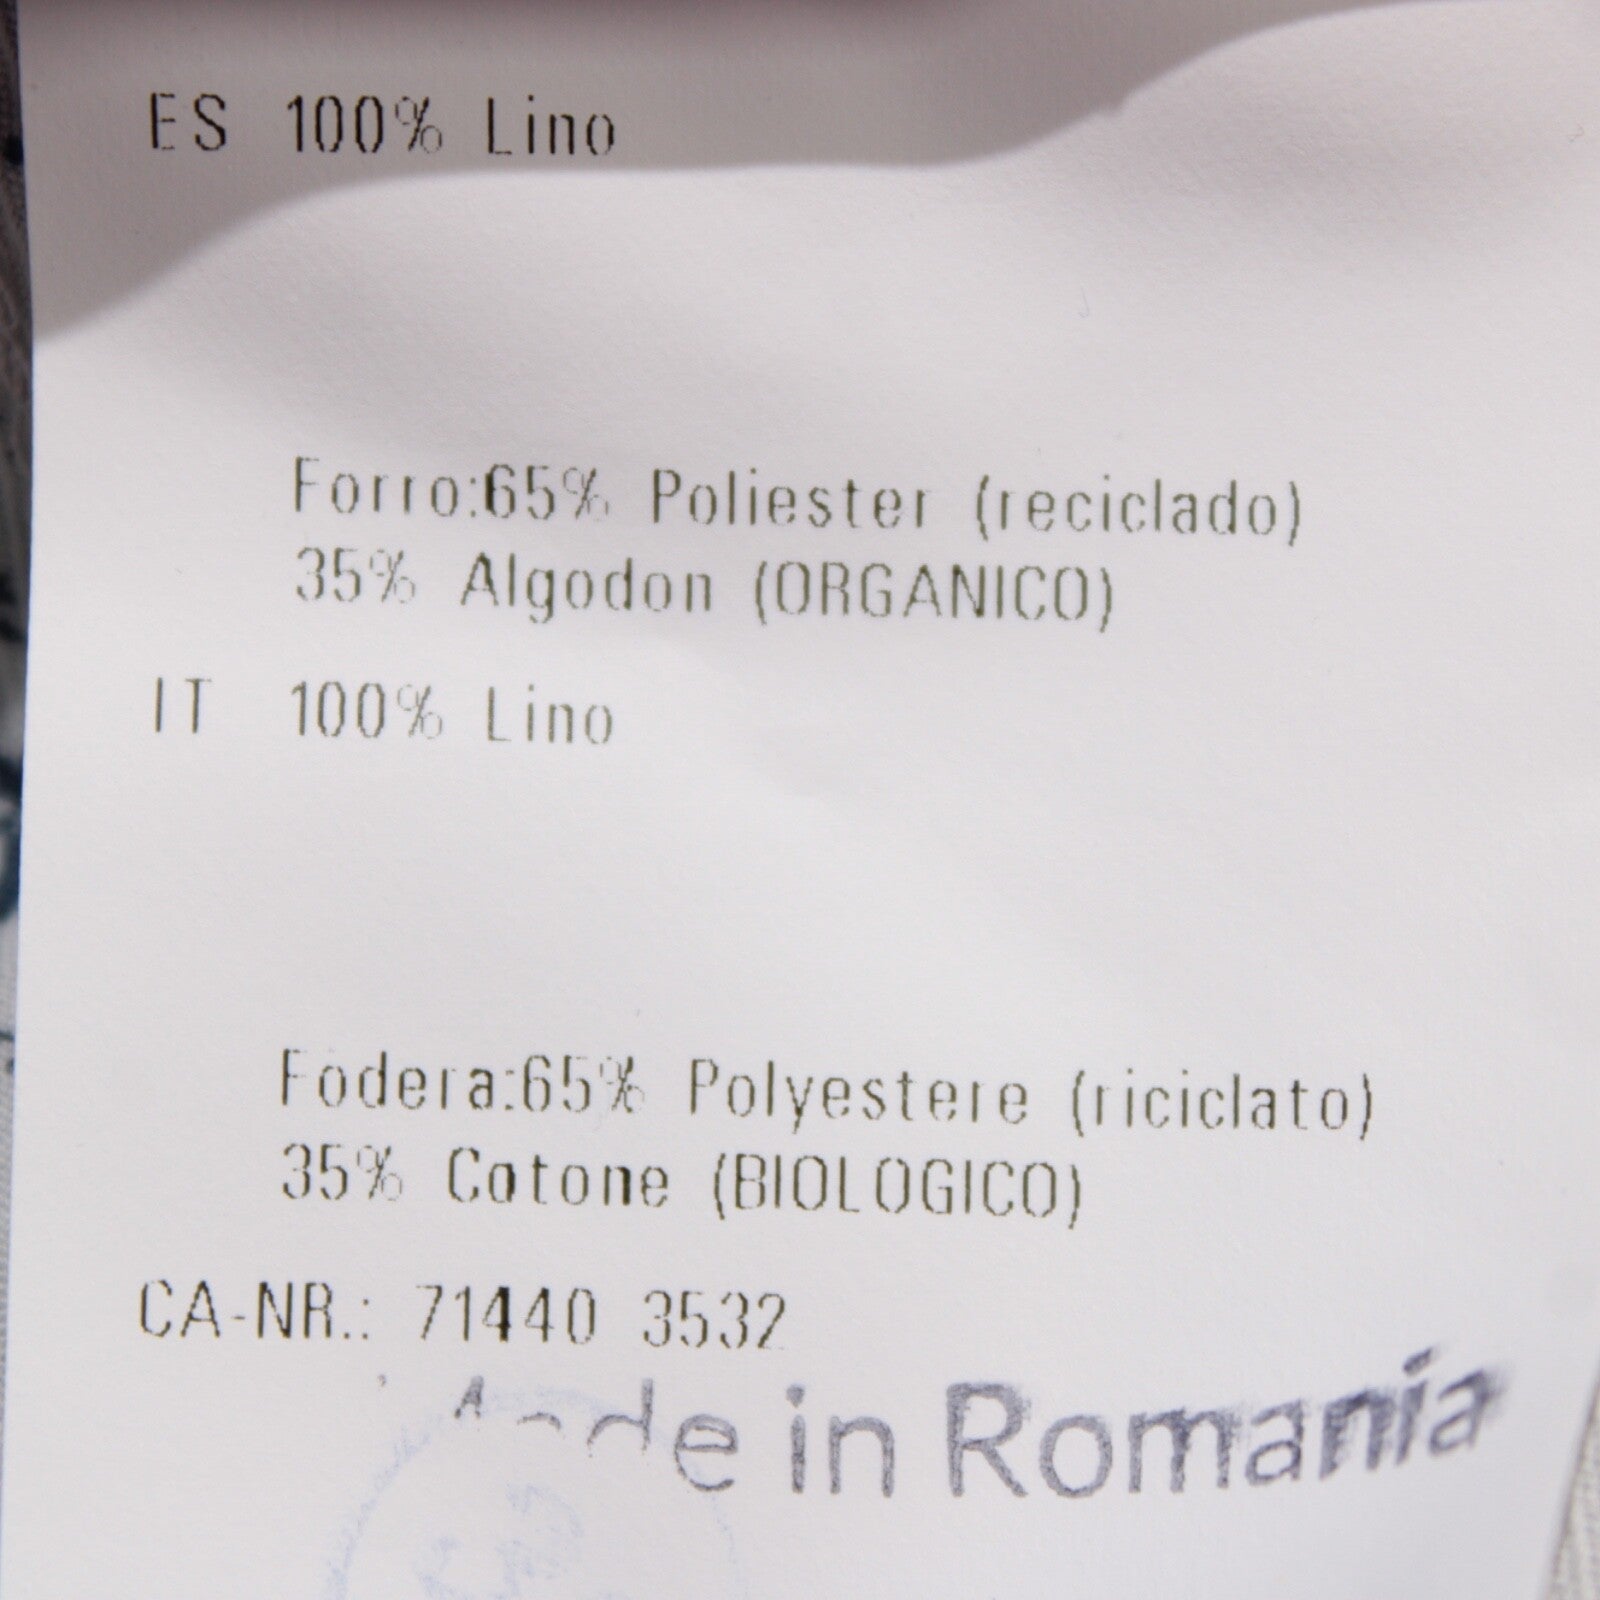 ES 100% Lino
Forro:65% Poliester (reciclado)
35% Algodon (ORGANICO)
IT 100% Lino
Fodera:65% Polyestere (riciclato)
35% Cotone (BIOLOGICO)
CA-NR.: 71440 3532
Made in Romania